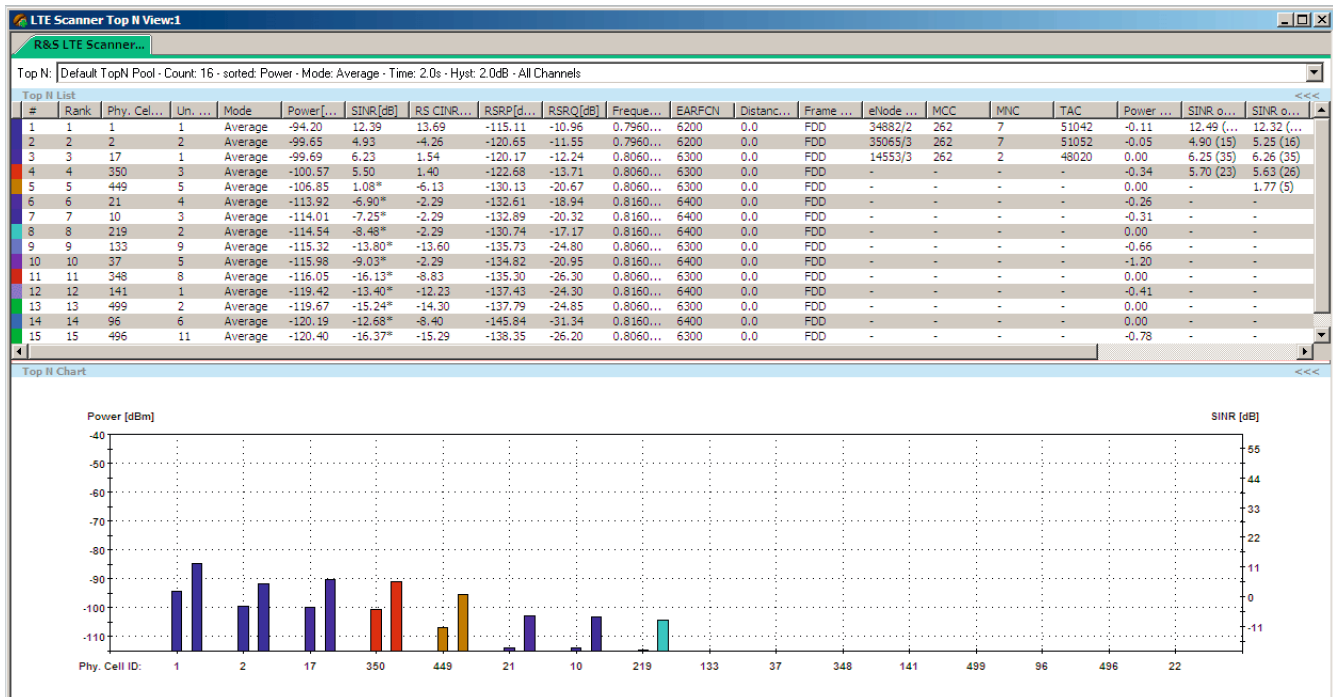 LTE Scanner Top N View:1
R&S LTE Scanner...
Top N: Default TopN Pool - Count: 16 - sorted: Power - Mode: Average - Time: 2.0s - Hyst: 2.0dB - All Channels
Top N List <<<
# Rank Phy. Cel... Un. ... Mode Power[... SINR[dB] RS CINR... RSRP[d... RSRQ[dB] Freque... EARFCN Distanc... Frame ... eNode ... MCC MNC TAC Power ... SINR o... SINR o...
1 1 1 1 Average -94.20 12.39 13.69 -115.11 -10.96 0.7960... 6200 0.0 FDD 34882/2 262 7 51042 -0.11 12.49 (... 12.32 (...
2 2 2 2 Average -99.65 4.93 -4.26 -120.65 -11.55 0.7960... 6200 0.0 FDD 35065/3 262 7 51052 -0.05 4.90 (15) 5.25 (16)
3 3 17 1 Average -99.69 6.23 1.54 -120.17 -12.24 0.8060... 6300 0.0 FDD 14553/3 262 2 48020 0.00 6.25 (35) 6.26 (35)
4 4 350 3 Average -100.57 5.50 1.40 -122.68 -13.71 0.8060... 6300 0.0 FDD - - - - -0.34 5.70 (23) 5.63 (26)
5 5 449 5 Average -106.85 1.08* -6.13 -130.13 -20.67 0.8060... 6300 0.0 FDD - - - - 0.00 - 1.77 (5)
6 6 21 4 Average -113.92 -6.90* -2.29 -132.61 -18.94 0.8160... 6400 0.0 FDD - - - - -0.26 - -
7 7 10 3 Average -114.01 -7.25* -2.29 -132.89 -20.32 0.8160... 6400 0.0 FDD - - - - -0.31 - -
8 8 219 2 Average -114.54 -8.48* -2.29 -130.74 -17.17 0.8160... 6400 0.0 FDD - - - - 0.00 - -
9 9 133 9 Average -115.32 -13.80* -13.60 -135.73 -24.80 0.8060... 6300 0.0 FDD - - - - -0.66 - -
10 10 37 5 Average -115.98 -9.03* -2.29 -134.82 -20.95 0.8160... 6400 0.0 FDD - - - - -1.20 - -
11 11 348 8 Average -116.05 -16.13* -8.83 -135.30 -26.30 0.8060... 6300 0.0 FDD - - - - 0.00 - -
12 12 141 1 Average -119.42 -13.40* -12.23 -137.43 -24.30 0.8160... 6400 0.0 FDD - - - - -0.41 - -
13 13 499 2 Average -119.67 -15.24* -14.30 -137.79 -24.85 0.8060... 6300 0.0 FDD - - - - 0.00 - -
14 14 96 6 Average -120.19 -12.68* -8.40 -145.84 -31.34 0.8160... 6400 0.0 FDD - - - - 0.00 - -
15 15 496 11 Average -120.40 -16.37* -15.29 -138.35 -26.20 0.8060... 6300 0.0 FDD - - - - -0.78 - -
Top N Chart <<<
Power [dBm] SINR [dB]
-40
55
-50
44
-60
33
-70
22
-80
11
-90
0
-100
-11
-110
Phy. Cell ID: 1 2 17 350 449 21 10 219 133 37 348 141 499 96 496 22